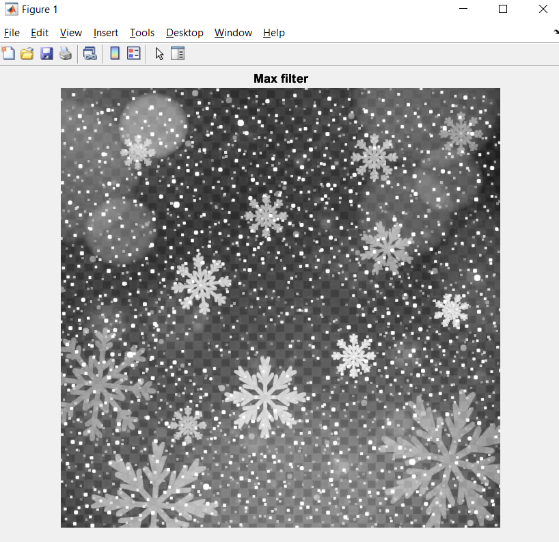 Figure 1
File Edit View Insert Tools Desktop Window Help
Max filter